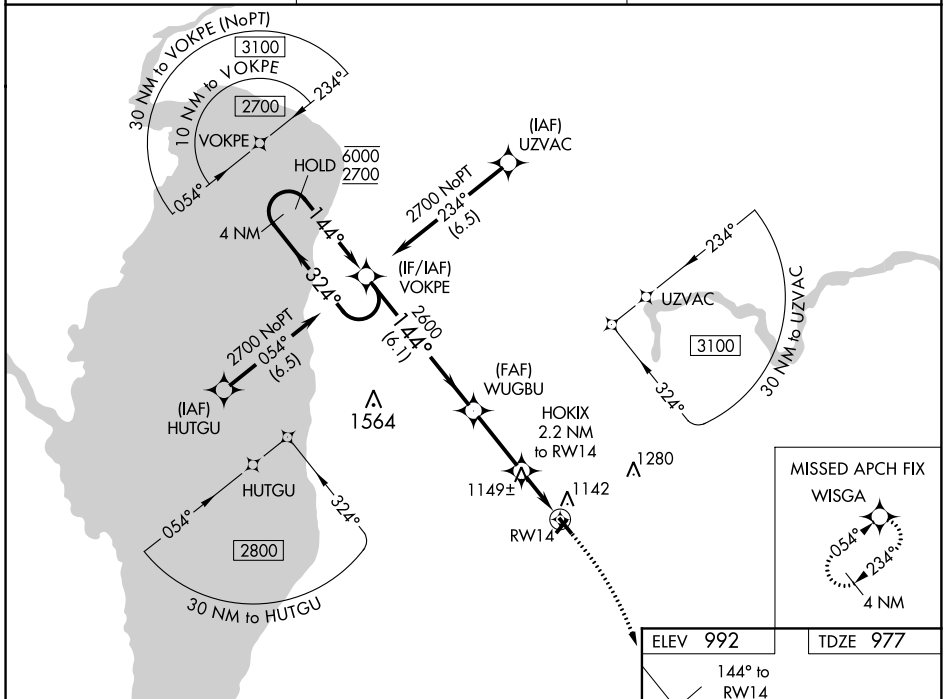 30 NM to VOKPE (NoPT)
3100
10 NM to VOKPE
2700
234°
VOKPE
054°
HOLD
6000
2700
4 NM
144°
324°
(IAF)
UZVAC
2700 NoPT
234°
(6.5)
(IF/IAF)
VOKPE
2600
144°
(6.1)
2700 NoPT
054°
(6.5)
(IAF)
HUTGU
1564
(FAF)
WUGBU
HOKIX
2.2 NM
to RW14
1149±
1142
1280
RW14
234°
UZVAC
3100
324°
30 NM to UZVAC
HUTGU
054°
324°
2800
30 NM to HUTGU
MISSED APCH FIX
WISGA
054°
234°
4 NM
ELEV 992
TDZE 977
144° to
RW14